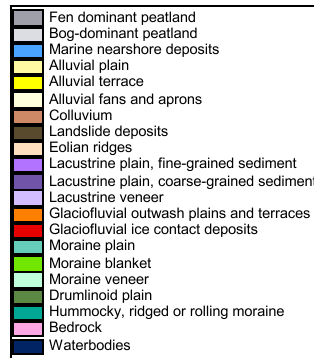 Fen dominant peatland
Bog-dominant peatland
Marine nearshore deposits
Alluvial plain
Alluvial terrace
Alluvial fans and aprons
Colluvium
Landslide deposits
Eolian ridges
Lacustrine plain, fine-grained sediment
Lacustrine plain, coarse-grained sediment
Lacustrine veneer
Glaciofluvial outwash plains and terraces
Glaciofluvial ice contact deposits
Moraine plain
Moraine blanket
Moraine veneer
Drumlinoid plain
Hummocky, ridged or rolling moraine
Bedrock
Waterbodies